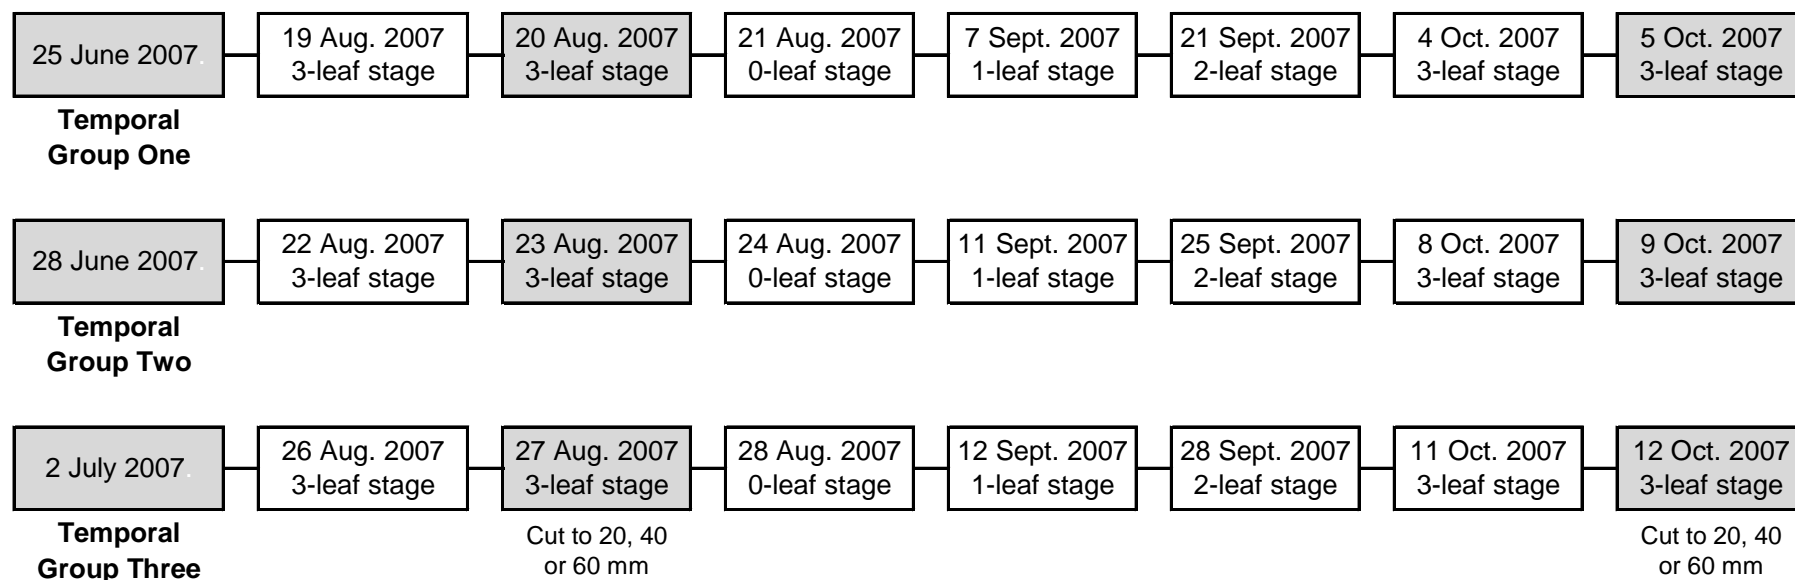 25 June 2007.
19 Aug. 2007
3-leaf stage
20 Aug. 2007
3-leaf stage
21 Aug. 2007
0-leaf stage
7 Sept. 2007
1-leaf stage
21 Sept. 2007
2-leaf stage
4 Oct. 2007
3-leaf stage
5 Oct. 2007
3-leaf stage
Temporal
Group One
28 June 2007.
22 Aug. 2007
3-leaf stage
23 Aug. 2007
3-leaf stage
24 Aug. 2007
0-leaf stage
11 Sept. 2007
1-leaf stage
25 Sept. 2007
2-leaf stage
8 Oct. 2007
3-leaf stage
9 Oct. 2007
3-leaf stage
Temporal
Group Two
2 July 2007.
26 Aug. 2007
3-leaf stage
27 Aug. 2007
3-leaf stage
28 Aug. 2007
0-leaf stage
12 Sept. 2007
1-leaf stage
28 Sept. 2007
2-leaf stage
11 Oct. 2007
3-leaf stage
12 Oct. 2007
3-leaf stage
Temporal
Group Three
Cut to 20, 40
or 60 mm
Cut to 20, 40
or 60 mm